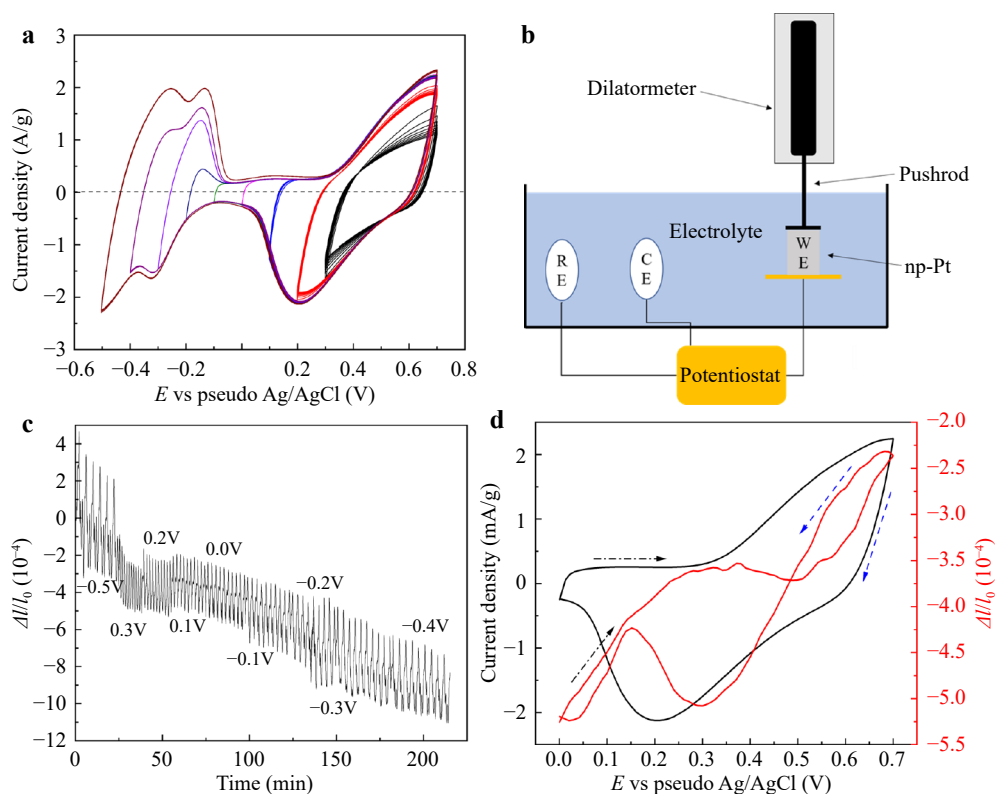 a
Current density (A/g)
3
2
1
0
−1
−2
−3
−0.6 −0.4 −0.2 0 0.2 0.4 0.6 0.8
E vs pseudo Ag/AgCl (V)
b
Dilatormeter
Pushrod
Electrolyte
np-Pt
R
E
C
E
W
E
Potentiostat
c
Δl/l0 (10−4)
4
2
0
−2
−4
−6
−8
−10
−12
−0.5V
0.3V
0.2V
0.1V
0.0V
−0.1V
−0.2V
−0.3V
−0.4V
0 50 100 150 200
Time (min)
d
Current density (mA/g)
2
1
0
−1
−2
0.0 0.1 0.2 0.3 0.4 0.5 0.6 0.7
E vs pseudo Ag/AgCl (V)
−2.0
−2.5
−3.0
−3.5
−4.0
−4.5
−5.0
−5.5
Δl/l0 (10−4)